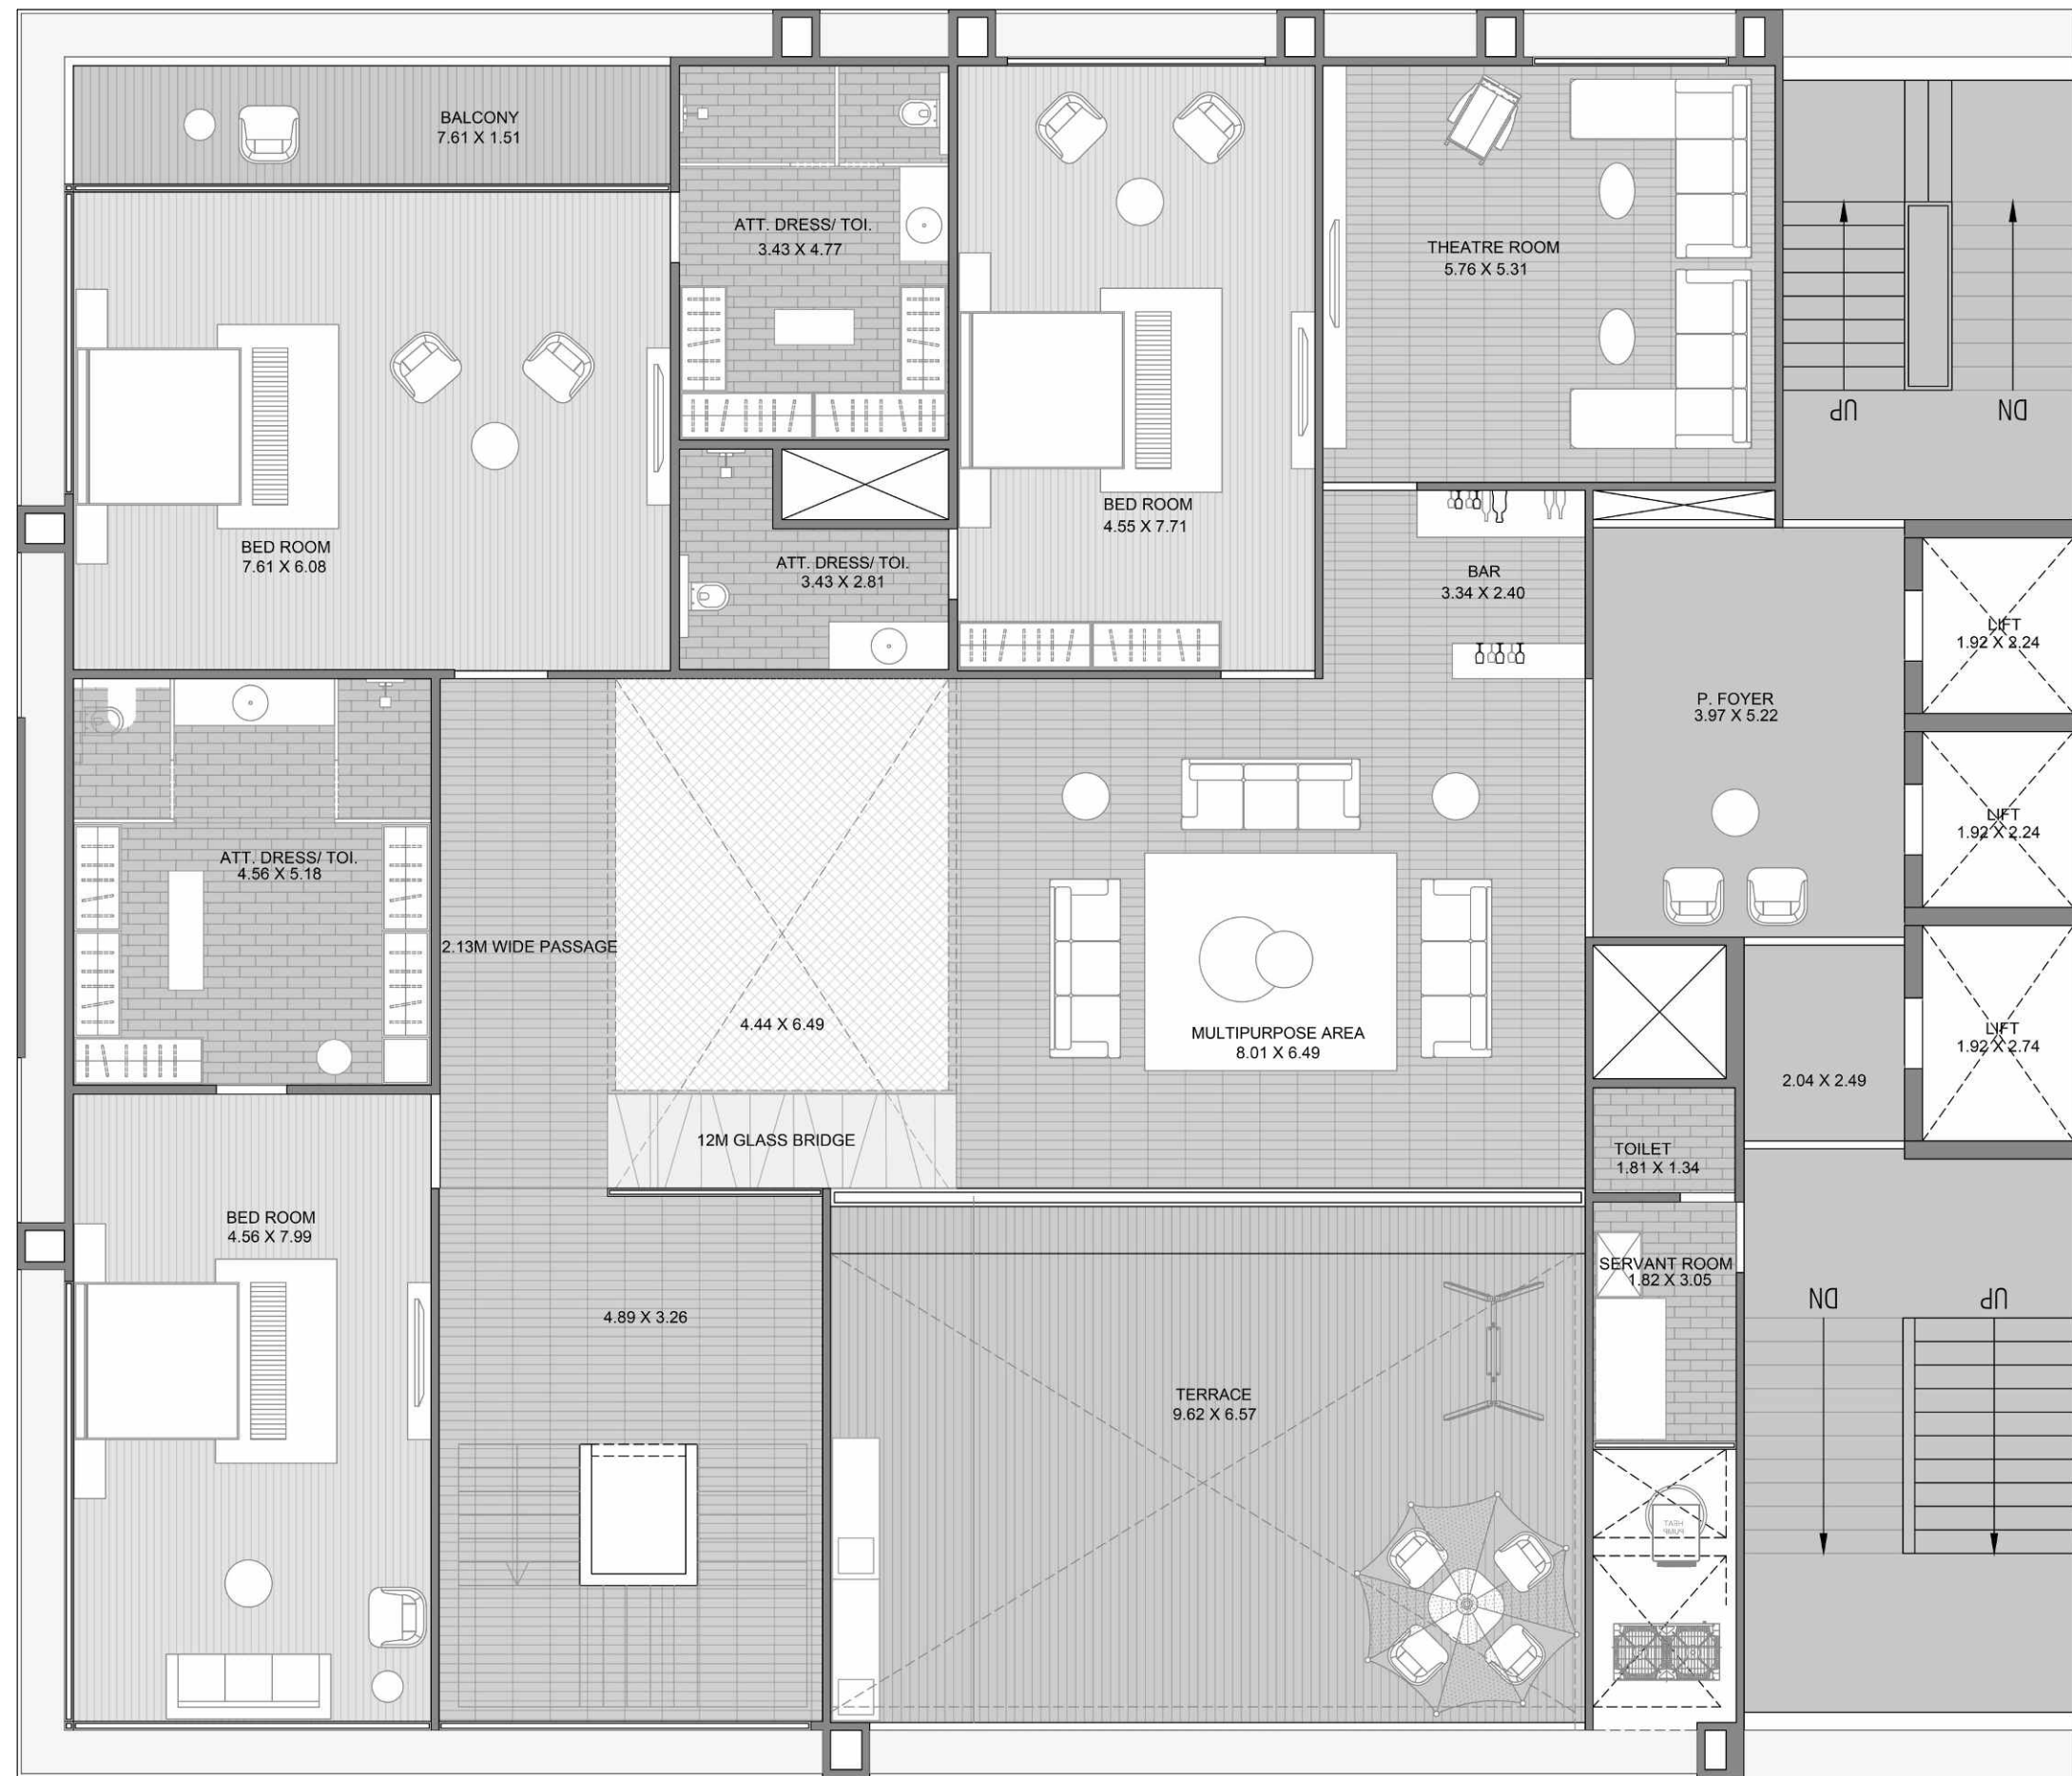 BALCONY
7.61 X 1.51
ATT. DRESS/ TOI.
3.43 X 4.77
THEATRE ROOM
5.76 X 5.31
UP
DN
BED ROOM
7.61 X 6.08
BED ROOM
4.55 X 7.71
ATT. DRESS/ TOI.
3.43 X 2.81
BAR
3.34 X 2.40
LIFT
1.92 X 2.24
P. FOYER
3.97 X 5.22
LIFT
1.92 X 2.24
ATT. DRESS/ TOI.
4.56 X 5.18
2.13M WIDE PASSAGE
4.44 X 6.49
MULTIPURPOSE AREA
8.01 X 6.49
LIFT
1.92 X 2.74
2.04 X 2.49
12M GLASS BRIDGE
TOILET
1.81 X 1.34
BED ROOM
4.56 X 7.99
SERVANT ROOM
1.82 X 3.05
DN
UP
4.89 X 3.26
TERRACE
9.62 X 6.57
HEAT
PUMP